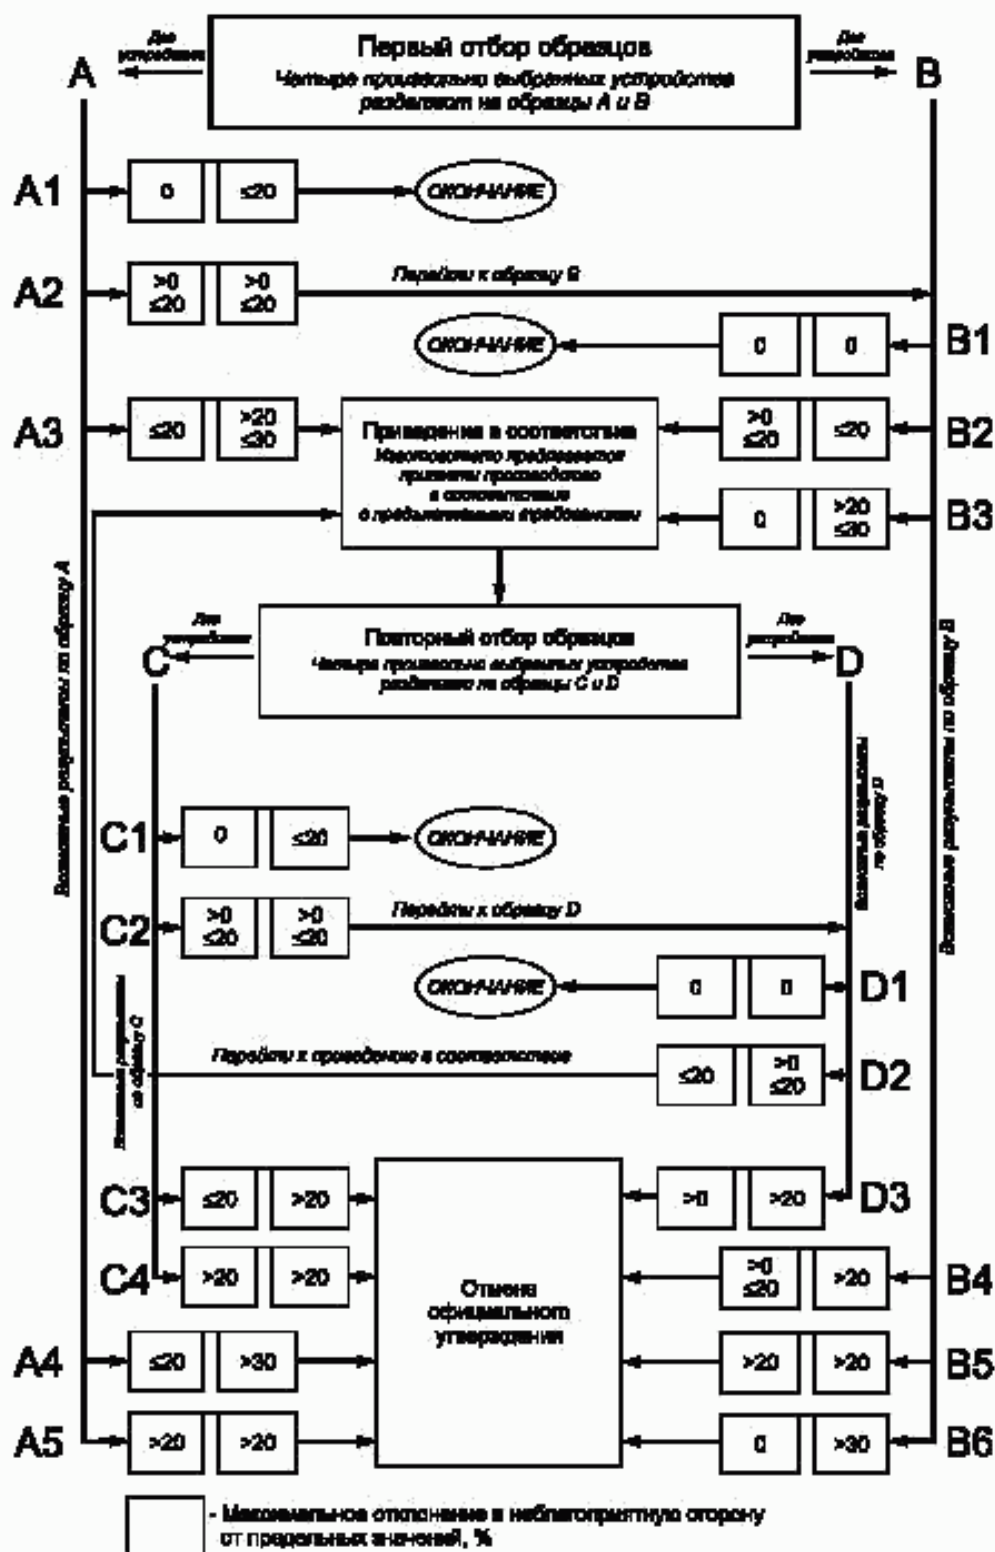 Две
устройства
Первый отбор образцов
Четыре произвольно выбранных устройства
разделяют на образцы A и B
Две
устройства
A
B
A1
0
≤20
ОКОНЧАНИЕ
A2
>0
≤20
>0
≤20
Перейти к образцу B
ОКОНЧАНИЕ
0
0
B1
A3
≤20
>20
≤30
Приведение в соответствие
Изготовителю предлагается
привести производство
в соответствие
с предъявляемыми требованиями
>0
≤20
≤20
B2
0
>20
≤30
B3
Возможные результаты по образцу A
Две
устройства
Повторный отбор образцов
Четыре произвольно выбранных устройства
разделяют на образцы C и D
Две
устройства
C
D
Возможные результаты
по образцу D
Возможные результаты по образцу B
C1
0
≤20
ОКОНЧАНИЕ
C2
>0
≤20
>0
≤20
Перейти к образцу D
ОКОНЧАНИЕ
0
0
D1
Возможные результаты
по образцу C
Перейти к приведению в соответствие
≤20
>0
≤20
D2
C3
≤20
>20
>0
>20
D3
C4
>20
>20
Отмена
официального
утверждения
>0
≤20
>20
B4
A4
≤20
>30
>20
>20
B5
A5
>20
>20
0
>30
B6
- Максимальное отклонение в неблагоприятную сторону
от предельных значений, %